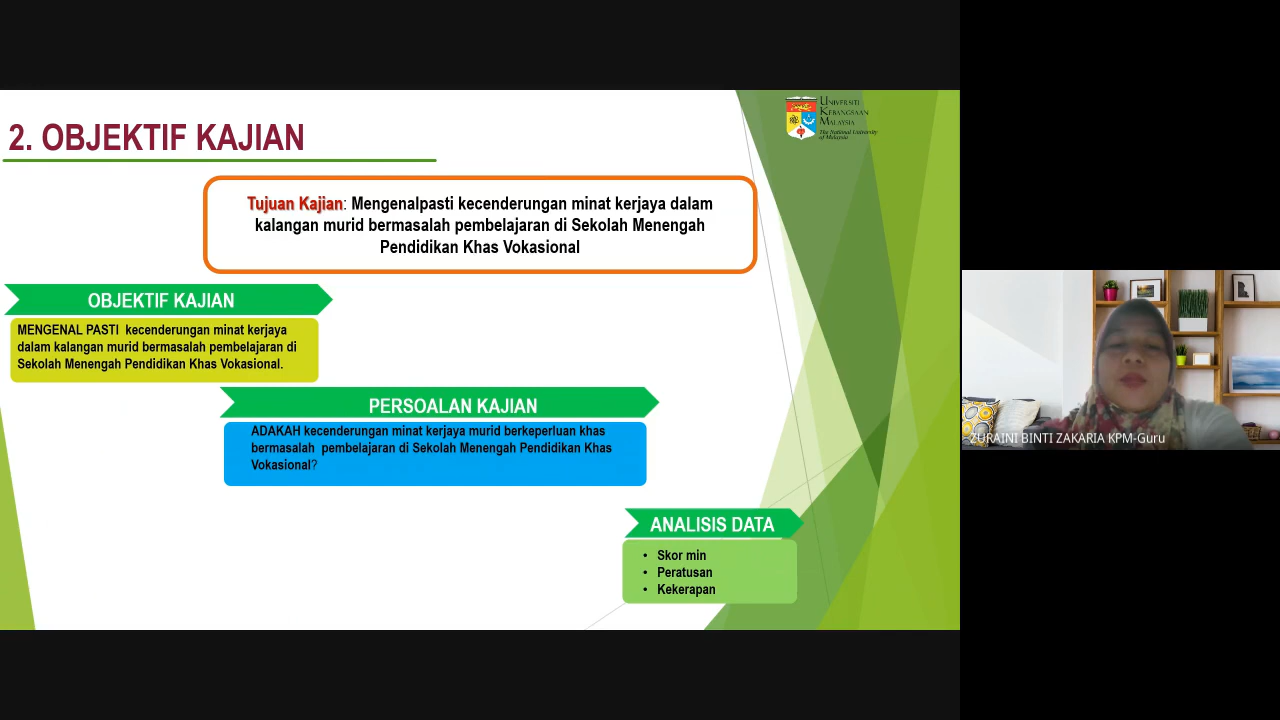 2. OBJEKTIF KAJIAN
UNIVERSITI
KEBANGSAAN
MALAYSIA
The National University
of Malaysia
Tujuan Kajian: Mengenalpasti kecenderungan minat kerjaya dalam
kalangan murid bermasalah pembelajaran di Sekolah Menengah
Pendidikan Khas Vokasional
OBJEKTIF KAJIAN
MENGENAL PASTI kecenderungan minat kerjaya
dalam kalangan murid bermasalah pembelajaran di
Sekolah Menengah Pendidikan Khas Vokasional.
PERSOALAN KAJIAN
ADAKAH kecenderungan minat kerjaya murid berkeperluan khas
bermasalah pembelajaran di Sekolah Menengah Pendidikan Khas
Vokasional?
ANALISIS DATA
• Skor min
• Peratusan
• Kekerapan
ZURAINI BINTI ZAKARIA KPM-Guru